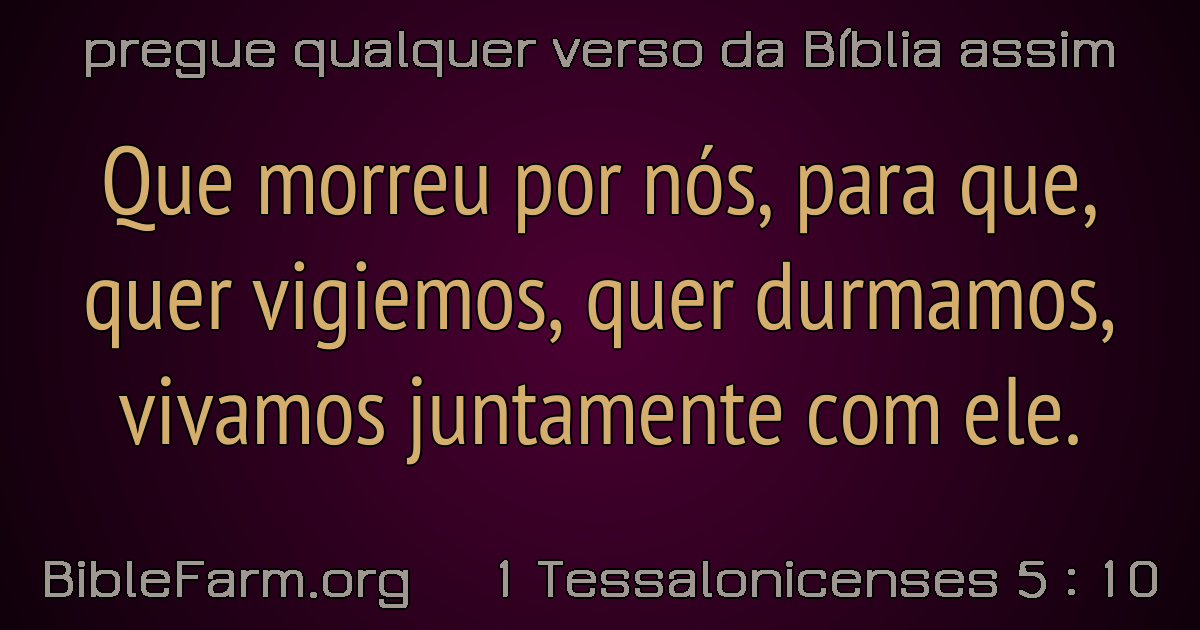 pregue qualquer verso da Bíblia assim
Que morreu por nós, para que,
quer vigiemos, quer durmamos,
vivamos juntamente com ele.
BibleFarm.org 1 Tessalonicenses 5 : 10